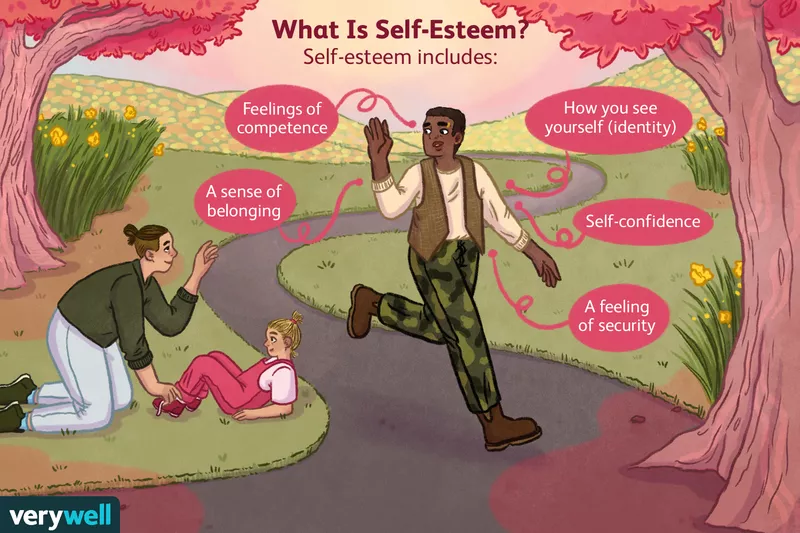 What Is Self-Esteem?
Self-esteem includes:
Feelings of
competence
How you see
yourself (identity)
A sense of
belonging
Self-confidence
A feeling
of security
verywell